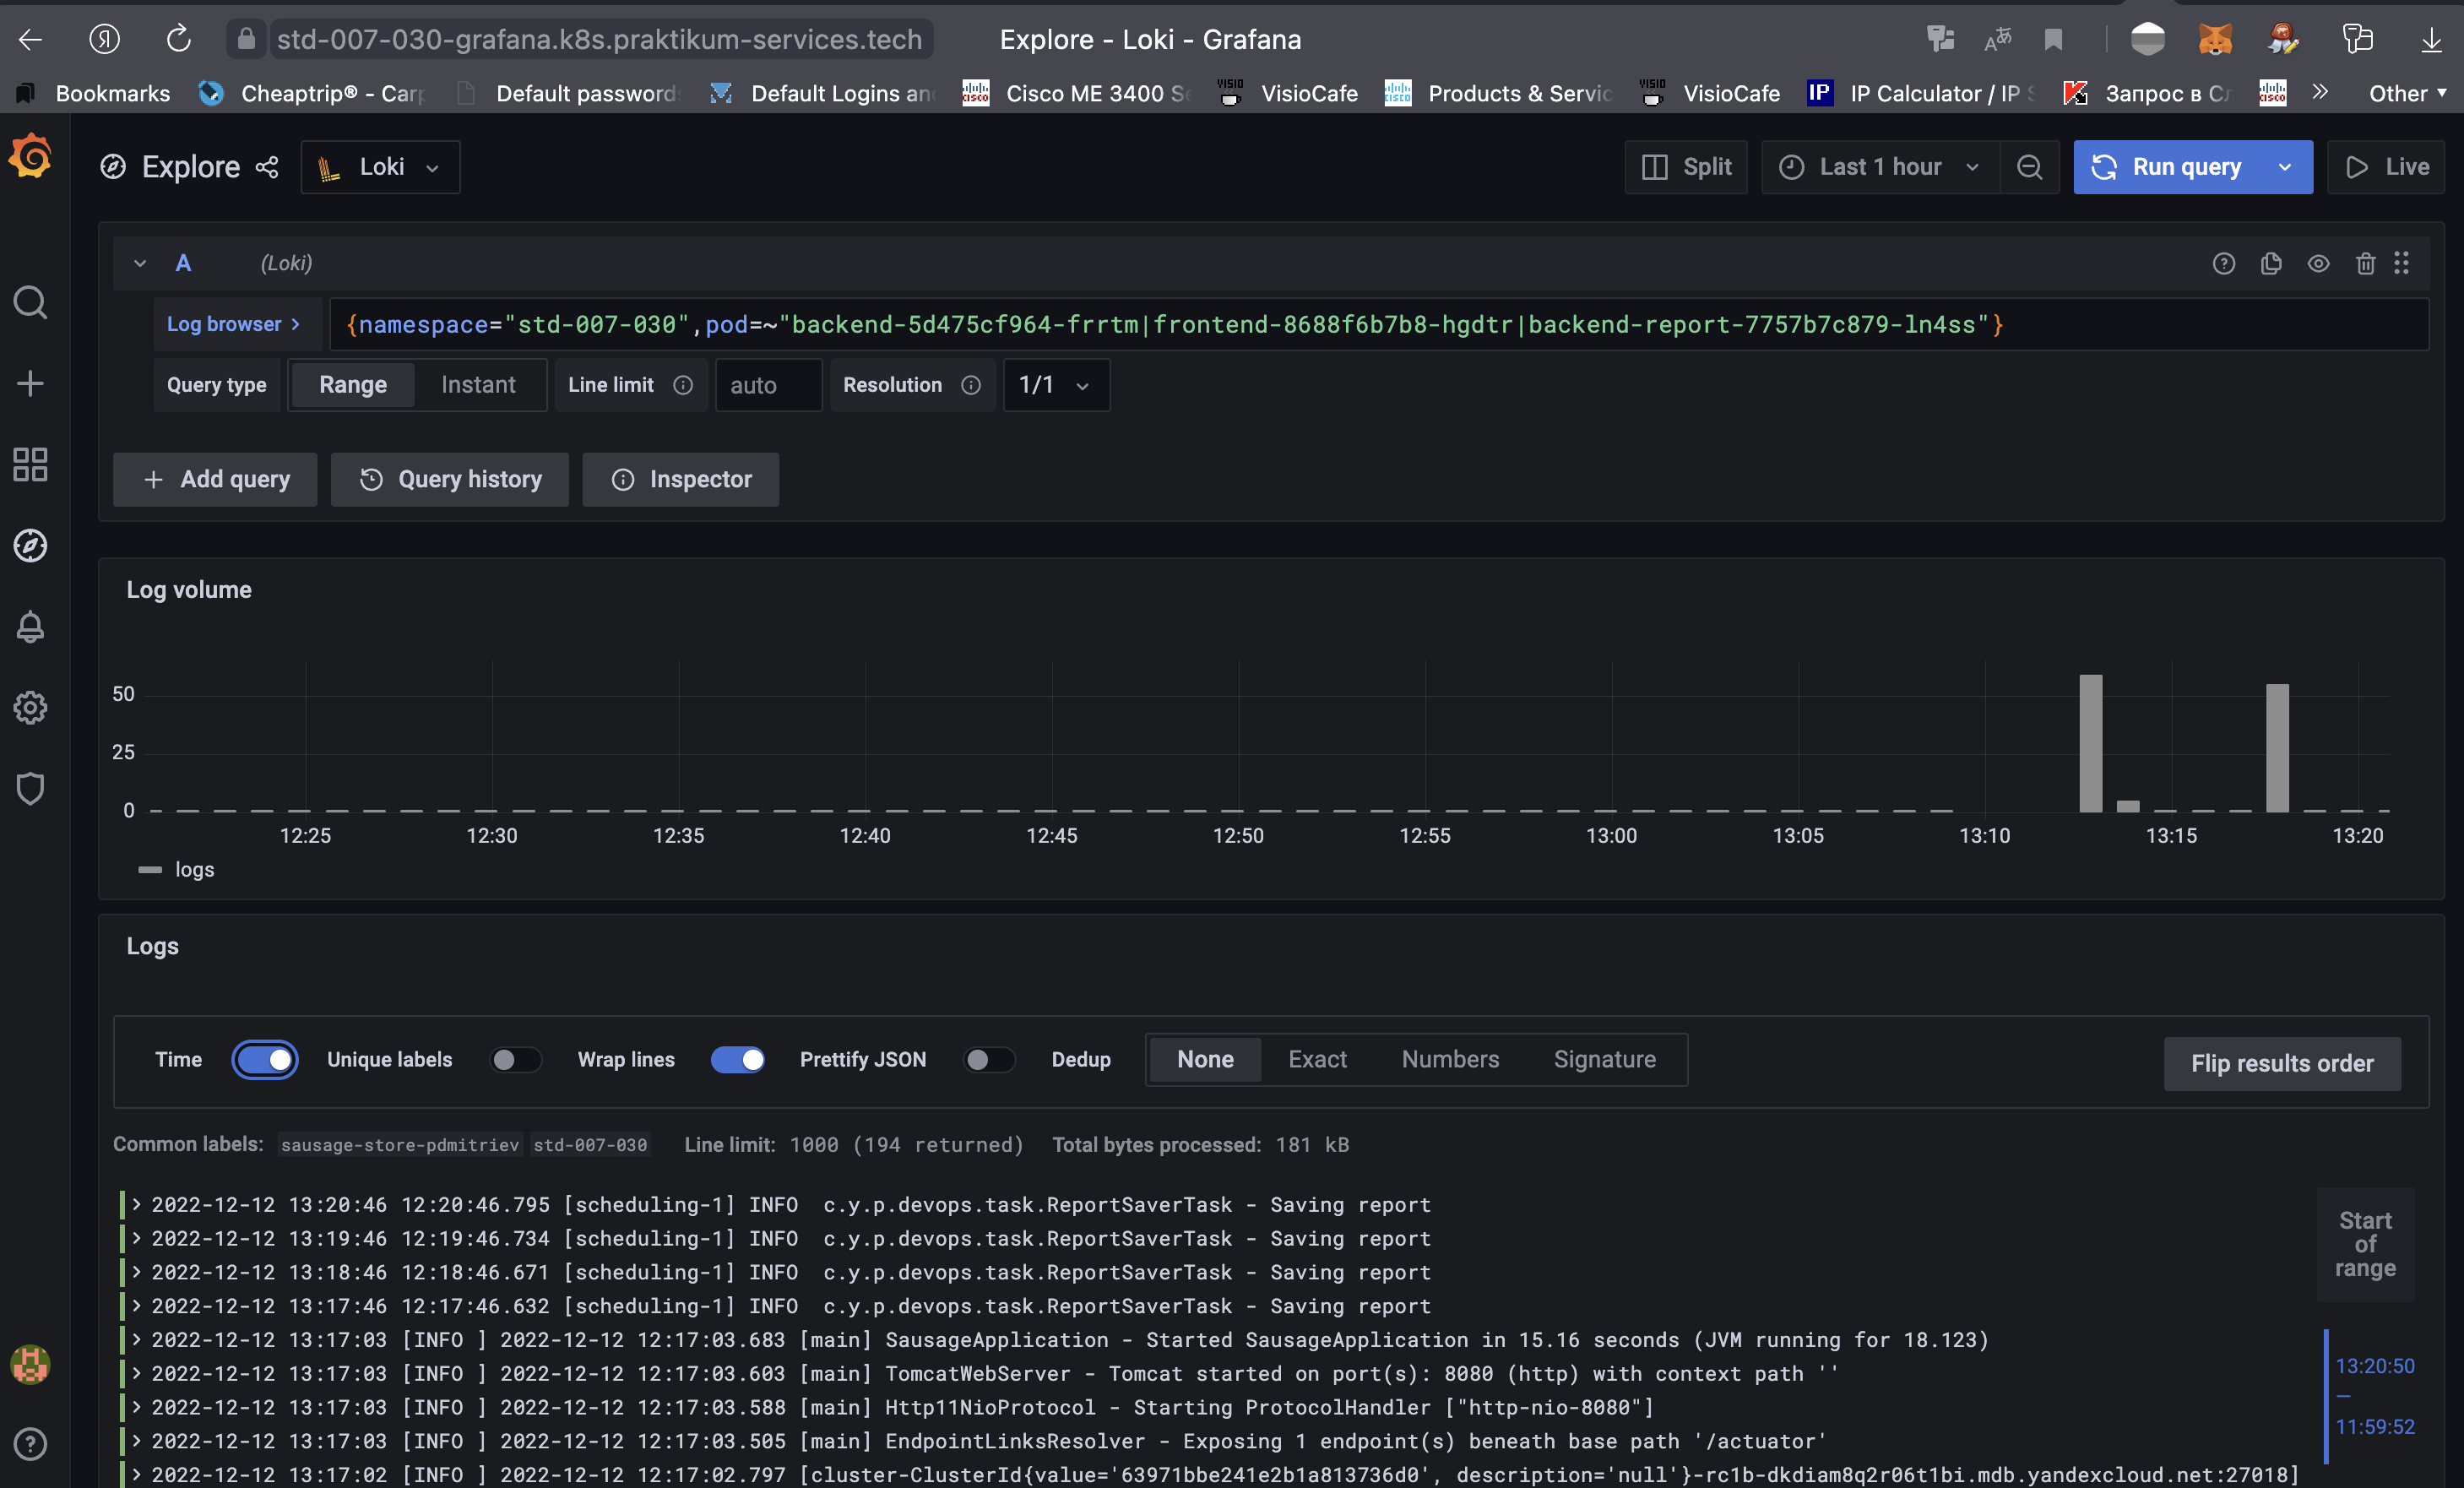 std-007-030-grafana.k8s.praktikum-services.tech
Explore - Loki - Grafana
Bookmarks
Cheaptrip® - Carp
Default password
Default Logins an
Cisco ME 3400 Se
VisioCafe
Products & Servic
VisioCafe
IP Calculator / IP S
Запрос в Сл
Other
Explore
Loki
Split
Last 1 hour
Run query
Live
A
(Loki)
Log browser
{namespace="std-007-030",pod=~"backend-5d475cf964-frrtm|frontend-8688f6b7b8-hgdtr|backend-report-7757b7c879-ln4ss"}
Query type
Range
Instant
Line limit
auto
Resolution
1/1
+ Add query
Query history
Inspector
Log volume
50
25
0
12:25 12:30 12:35 12:40 12:45 12:50 12:55 13:00 13:05 13:10 13:15 13:20
logs
Logs
Time
Unique labels
Wrap lines
Prettify JSON
Dedup
None
Exact
Numbers
Signature
Flip results order
Common labels: sausage-store-pdmitriev std-007-030 Line limit: 1000 (194 returned) Total bytes processed: 181 kB
> 2022-12-12 13:20:46 12:20:46.795 [scheduling-1] INFO  c.y.p.devops.task.ReportSaverTask - Saving report
> 2022-12-12 13:19:46 12:19:46.734 [scheduling-1] INFO  c.y.p.devops.task.ReportSaverTask - Saving report
> 2022-12-12 13:18:46 12:18:46.671 [scheduling-1] INFO  c.y.p.devops.task.ReportSaverTask - Saving report
> 2022-12-12 13:17:46 12:17:46.632 [scheduling-1] INFO  c.y.p.devops.task.ReportSaverTask - Saving report
> 2022-12-12 13:17:03 [INFO ] 2022-12-12 12:17:03.683 [main] SausageApplication - Started SausageApplication in 15.16 seconds (JVM running for 18.123)
> 2022-12-12 13:17:03 [INFO ] 2022-12-12 12:17:03.603 [main] TomcatWebServer - Tomcat started on port(s): 8080 (http) with context path ''
> 2022-12-12 13:17:03 [INFO ] 2022-12-12 12:17:03.588 [main] Http11NioProtocol - Starting ProtocolHandler ["http-nio-8080"]
> 2022-12-12 13:17:03 [INFO ] 2022-12-12 12:17:03.505 [main] EndpointLinksResolver - Exposing 1 endpoint(s) beneath base path '/actuator'
> 2022-12-12 13:17:02 [INFO ] 2022-12-12 12:17:02.797 [cluster-ClusterId{value='63971bbe241e2b1a813736d0', description='null'}-rc1b-dkdiam8q2r06t1bi.mdb.yandexcloud.net:27018]
Start
of
range
13:20:50
—
11:59:52